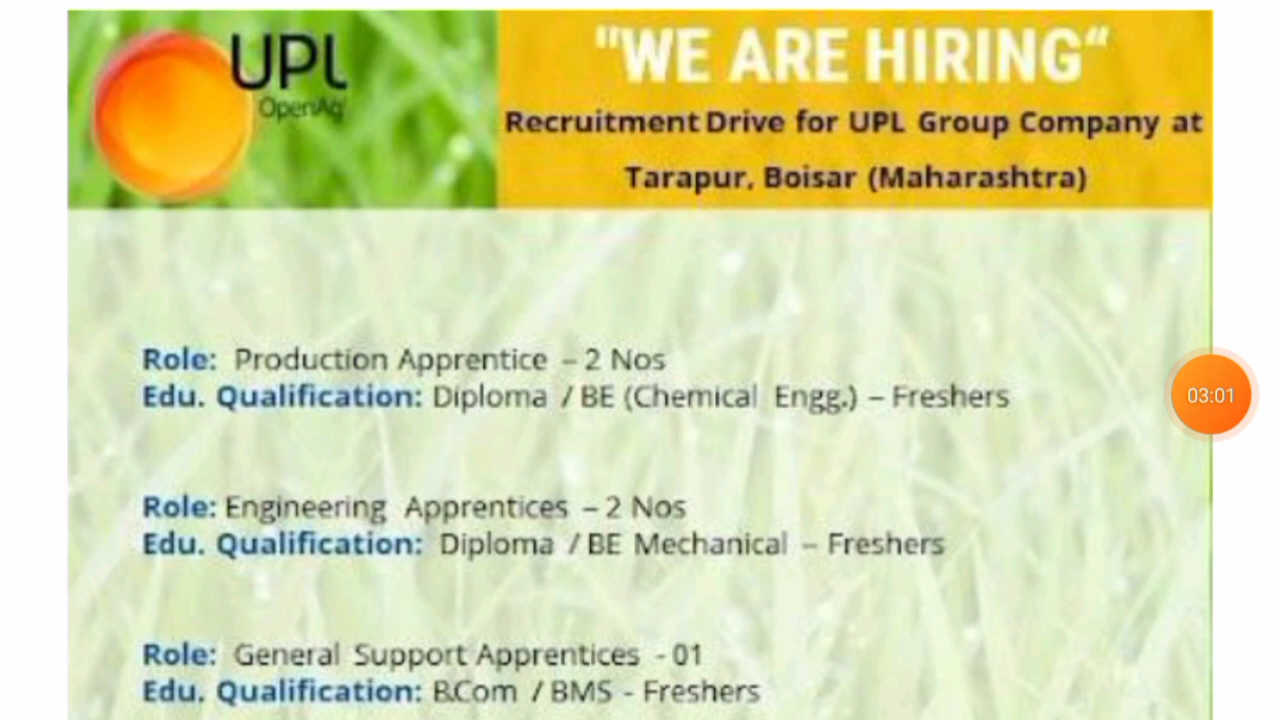 UPL
OpenAg
"WE ARE HIRING“
Recruitment Drive for UPL Group Company at
Tarapur, Boisar (Maharashtra)
Role: Production Apprentice – 2 Nos
Edu. Qualification: Diploma / BE (Chemical Engg.) – Freshers
03:01
Role: Engineering Apprentices – 2 Nos
Edu. Qualification: Diploma / BE Mechanical – Freshers
Role: General Support Apprentices - 01
Edu. Qualification: B.Com / BMS - Freshers